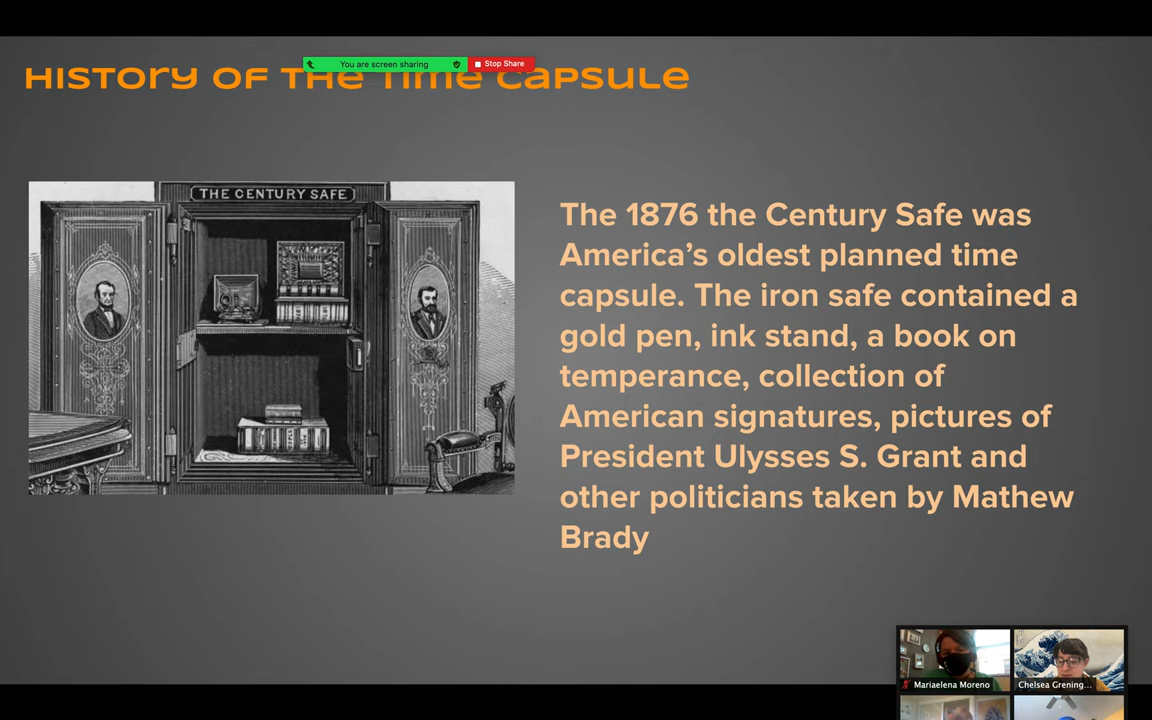 You are screen sharing
Stop Share
History of the Time Capsule
THE CENTURY SAFE
The 1876 the Century Safe was
America's oldest planned time
capsule. The iron safe contained a
gold pen, ink stand, a book on
temperance, collection of
American signatures, pictures of
President Ulysses S. Grant and
other politicians taken by Mathew
Brady
Mariaelena Moreno
Chelsea Grening...